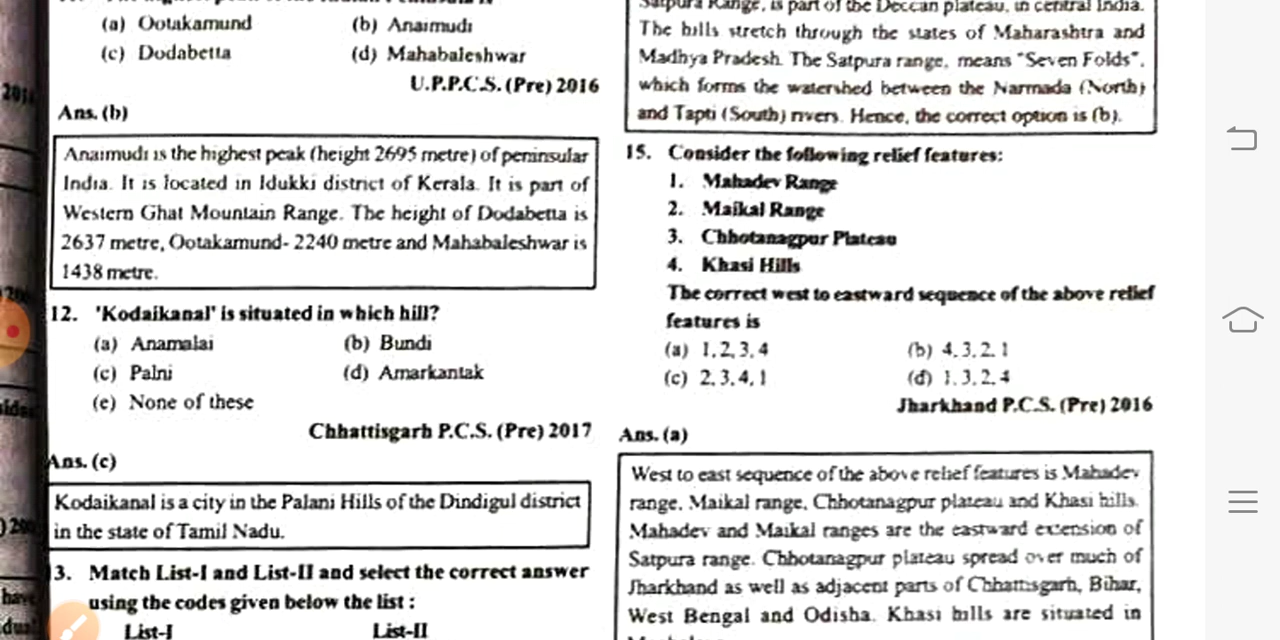 (a) Ootakamund (b) Anaimudi
(c) Dodabetta (d) Mahabaleshwar
U.P.P.C.S. (Pre) 2016
Ans. (b)
Anaimudi is the highest peak (height 2695 metre) of peninsular
India. It is located in Idukki district of Kerala. It is part of
Western Ghat Mountain Range. The height of Dodabetta is
2637 metre, Ootakamund- 2240 metre and Mahabaleshwar is
1438 metre.
12. 'Kodaikanal' is situated in which hill?
(a) Anamalai (b) Bundi
(c) Palni (d) Amarkantak
(e) None of these
Chhattisgarh P.C.S. (Pre) 2017
Ans. (c)
Kodaikanal is a city in the Palani Hills of the Dindigul district
in the state of Tamil Nadu.
3. Match List-I and List-II and select the correct answer
using the codes given below the list :
List-I List-II
Satpura Range, is part of the Deccan plateau, in central India.
The hills stretch through the states of Maharashtra and
Madhya Pradesh. The Satpura range, means "Seven Folds",
which forms the watershed between the Narmada (North)
and Tapti (South) rivers. Hence, the correct option is (b).
15. Consider the following relief features:
1. Mahadev Range
2. Maikal Range
3. Chhotanagpur Plateau
4. Khasi Hills
The correct west to eastward sequence of the above relief
features is
(a) 1, 2, 3, 4 (b) 4, 3, 2, 1
(c) 2, 3, 4, 1 (d) 1, 3, 2, 4
Jharkhand P.C.S. (Pre) 2016
Ans. (a)
West to east sequence of the above relief features is Mahadev
range, Maikal range, Chhotanagpur plateau and Khasi hills.
Mahadev and Maikal ranges are the eastward extension of
Satpura range. Chhotanagpur plateau spread over much of
Jharkhand as well as adjacent parts of Chhattisgarh, Bihar,
West Bengal and Odisha. Khasi hills are situated in